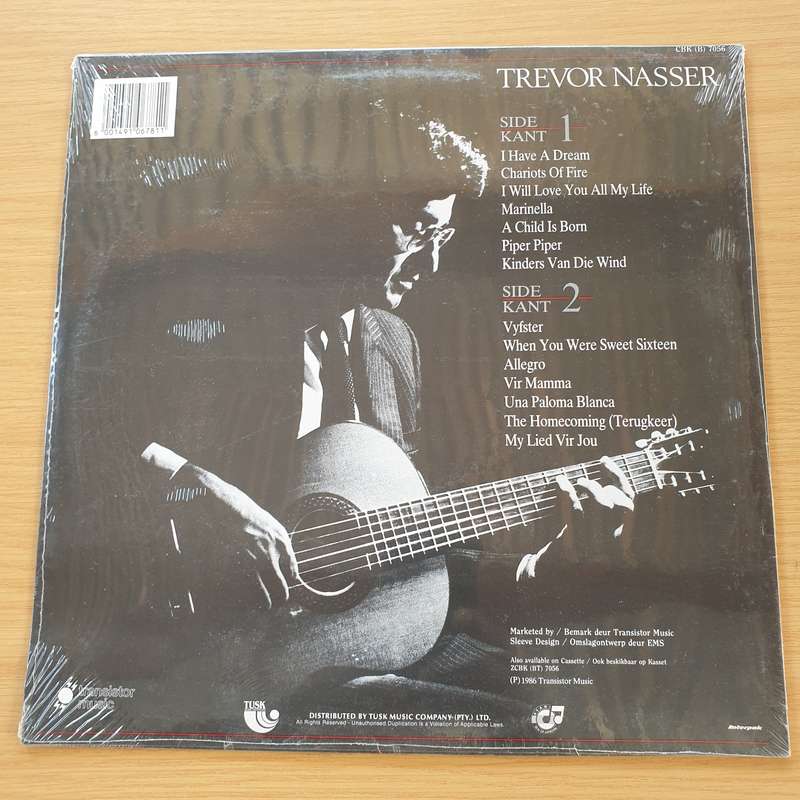 CBK (B) 7056
TREVOR NASSER
6 001491 067811
SIDE
KANT 1
I Have A Dream
Chariots Of Fire
I Will Love You All My Life
Marinella
A Child Is Born
Piper Piper
Kinders Van Die Wind
SIDE
KANT 2
Vyfster
When You Were Sweet Sixteen
Allegro
Vir Mamma
Una Paloma Blanca
The Homecoming (Terugkeer)
My Lied Vir Jou
Marketed by / Bemark deur Transistor Music
Sleeve Design / Omslagontwerp deur EMS
Also available on Cassette / Ook beskikbaar op Kasset
ZCBK (BT) 7056
(P) 1986 Transistor Music
transistor
music
TUSK
DISTRIBUTED BY TUSK MUSIC COMPANY (PTY.) LTD.
All Rights Reserved - Unauthorised Duplication is a Violation of Applicable Laws.
interpak